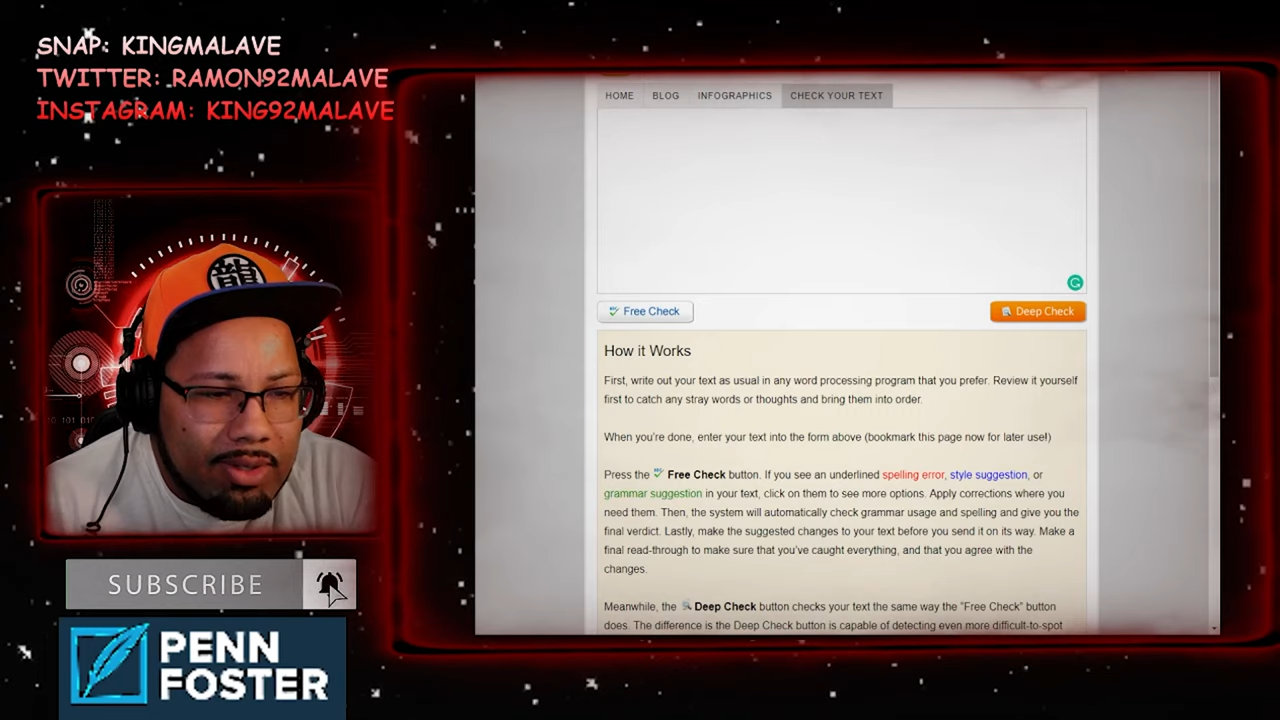 SNAP: KINGMALAVE
TWITTER: RAMON92MALAVE
INSTAGRAM: KING92MALAVE
HOME BLOG INFOGRAPHICS CHECK YOUR TEXT
Free Check Deep Check
How it Works
First, write out your text as usual in any word processing program that you prefer. Review it yourself
first to catch any stray words or thoughts and bring them into order.
When you're done, enter your text into the form above (bookmark this page now for later use!)
Press the Free Check button. If you see an underlined spelling error, style suggestion, or
grammar suggestion in your text, click on them to see more options. Apply corrections where you
need them. Then, the system will automatically check grammar usage and spelling and give you the
final verdict. Lastly, make the suggested changes to your text before you send it on its way. Make a
final read-through to make sure that you've caught everything, and that you agree with the
changes.
Meanwhile, the Deep Check button checks your text the same way the "Free Check" button
does. The difference is the Deep Check button is capable of detecting even more difficult-to-spot
龍
SUBSCRIBE
PENN
FOSTER